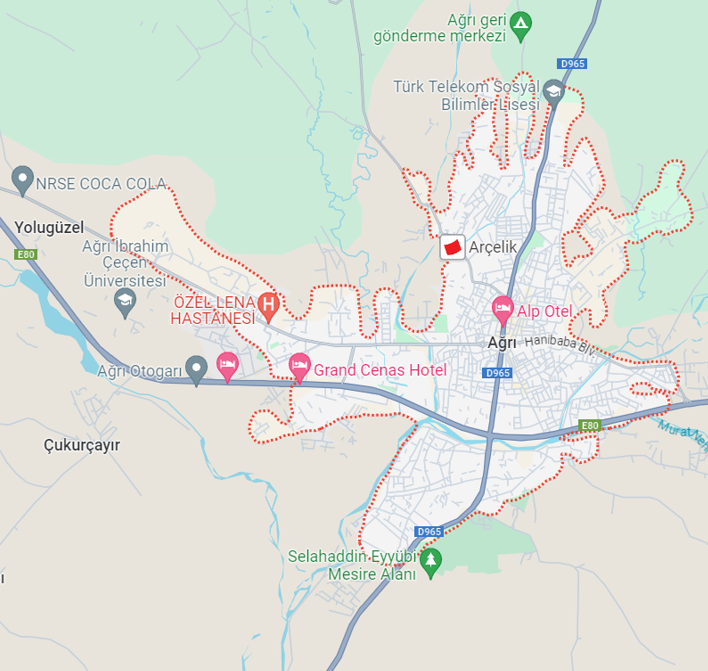 Ağrı geri
gönderme merkezi
D965
Türk Telekom Sosyal
Bilimler Lisesi
NRSE COCA COLA
Yolugüzel
E80
Ağrı İbrahim
Çeçen
Üniversitesi
Arçelik
ÖZEL LENA
HASTANESİ
Alp Otel
Ağrı
Hanibaba Blv
Ağrı Otogarı
Grand Cenas Hotel
D965
E80
Çukurçayır
D965
Selahaddin Eyyübi
Mesire Alanı